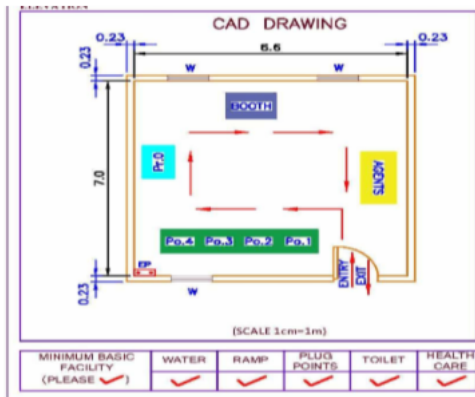 ELEVATION
CAD DRAWING
0.23
6.6
0.23
0.23
W
W
BOOTH
Pr.O
AGENTS
7.0
Po.4 Po.3 Po.2 Po.1
EP
ENTRY
EXIT
0.23
W
(SCALE 1cm=1m)
MINIMUM BASIC
FACILITY
(PLEASE ✓)
WATER
RAMP
PLUG
POINTS
TOILET
HEALTH
CARE